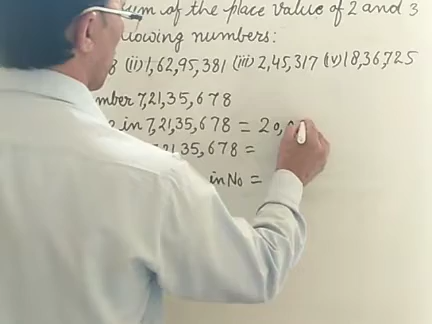 um of the place value of 2 and 3
lowing numbers:
8 (ii) 1,62,95,381 (iii) 2,45,317 (iv) 18,36,725
mber 7,21,35,678
in 7,21,35,678 = 20,0
21,35,678 =
in No =